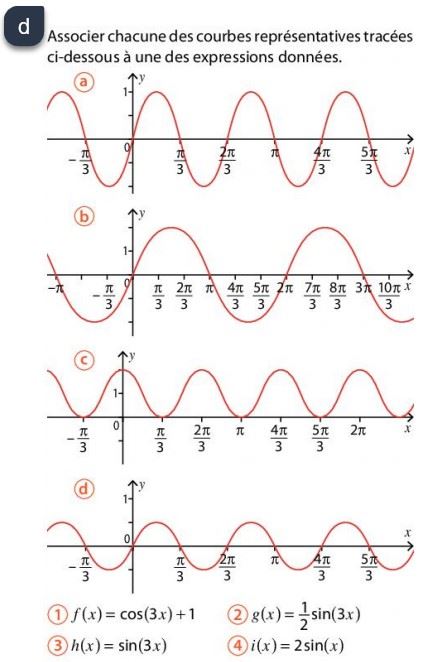 d
Associer chacune des courbes représentatives tracées
ci-dessous à une des expressions données.
a
y
1
0
-π/3 π/3 2π/3 π 4π/3 5π/3 x
b
y
1
0
-π -π/3 π/3 2π/3 π 4π/3 5π/3 2π 7π/3 8π/3 3π 10π/3 x
c
y
1
0
-π/3 π/3 2π/3 π 4π/3 5π/3 2π x
d
y
1
0
x
-π/3 π/3 2π/3 π 4π/3 5π/3
1 f(x) = cos(3x) + 1 2 g(x) = 1/2 sin(3x)
3 h(x) = sin(3x) 4 i(x) = 2 sin(x)